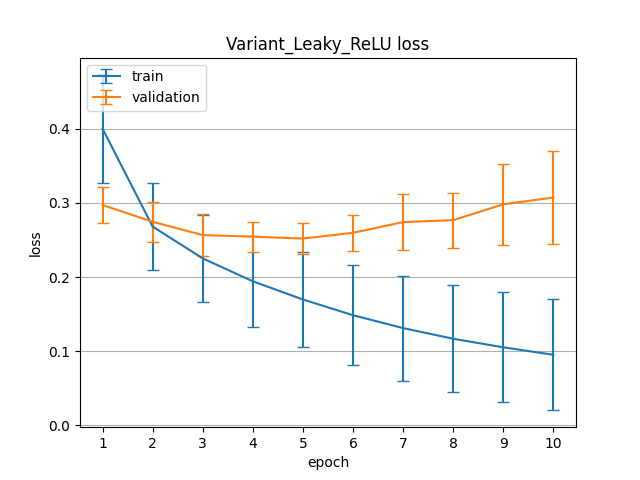 Variant_Leaky_ReLU loss
train
validation
0.4
0.3
0.2
0.1
0.0
loss
1 2 3 4 5 6 7 8 9 10
epoch